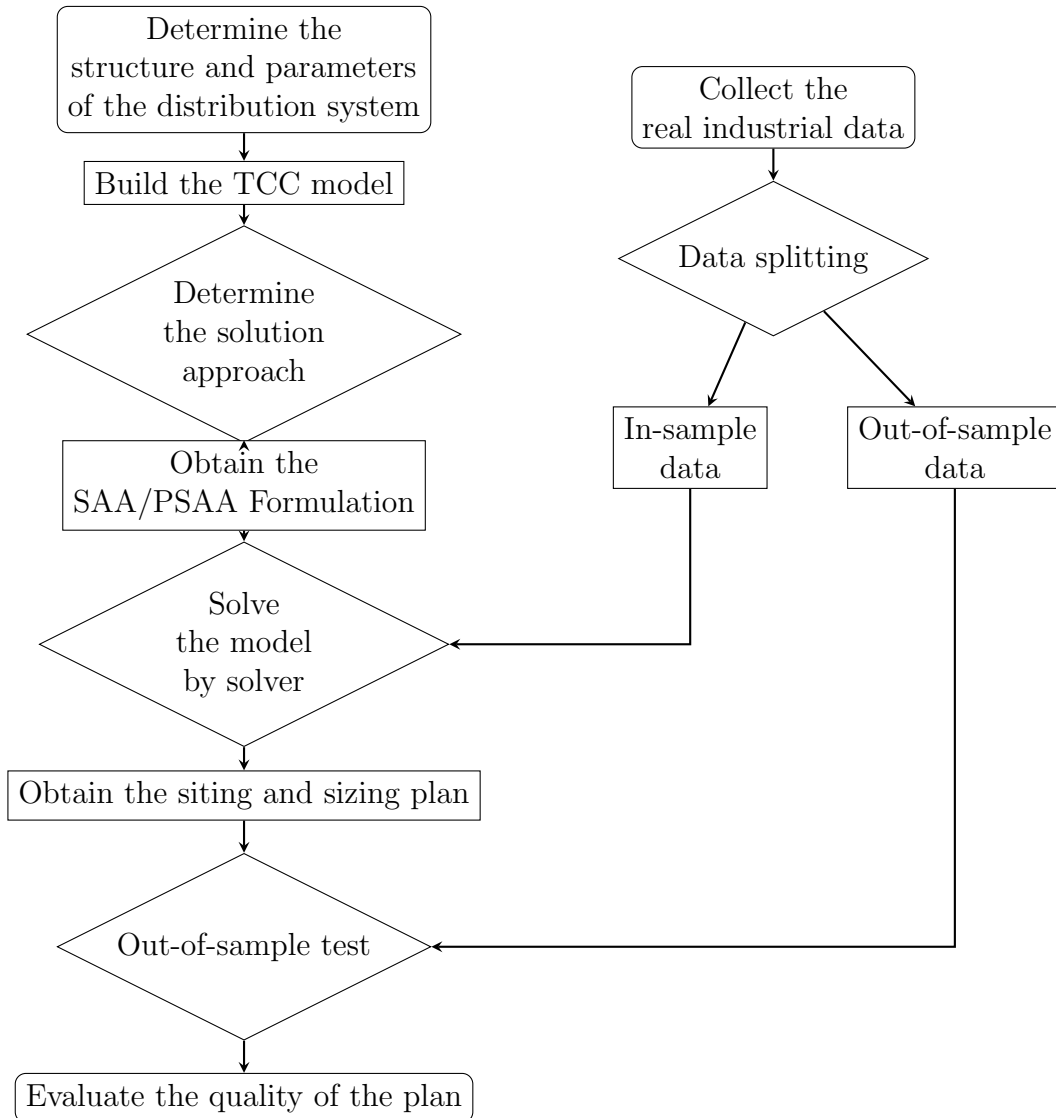 Determine the
structure and parameters
of the distribution system
Build the TCC model
Determine
the solution
approach
Obtain the
SAA/PSAA Formulation
Solve
the model
by solver
Obtain the siting and sizing plan
Out-of-sample test
Evaluate the quality of the plan
Collect the
real industrial data
Data splitting
In-sample
data
Out-of-sample
data